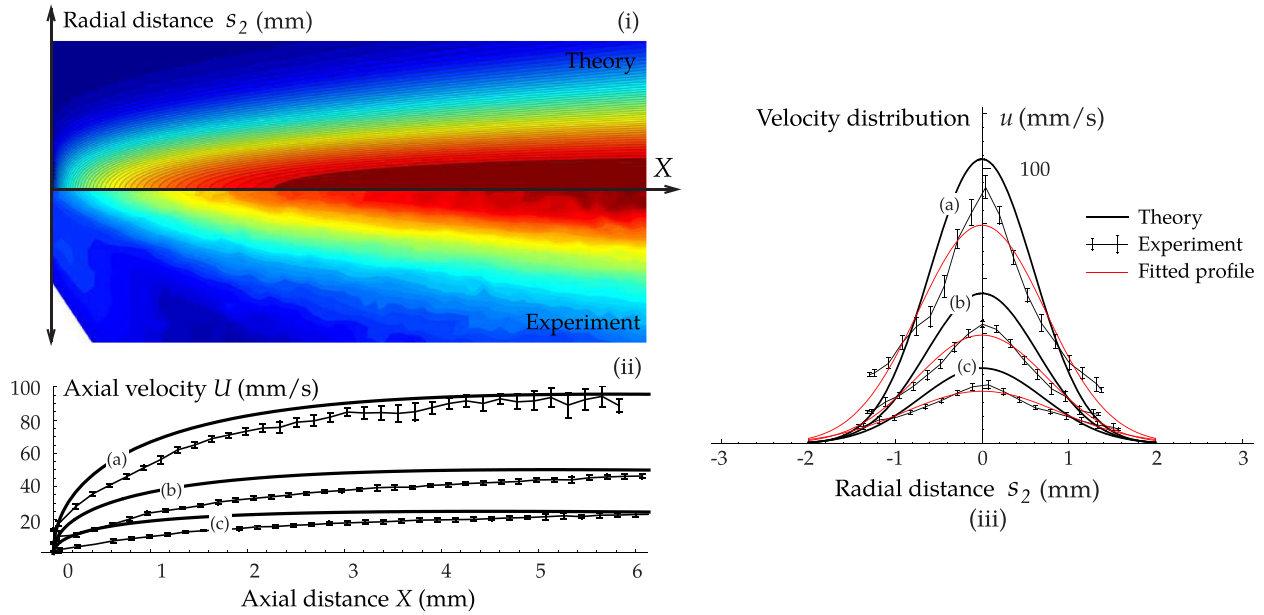 Radial distance s2 (mm)
(i)
Theory
X
Experiment
(ii)
Axial velocity U (mm/s)
100
80
60
40
20
(a)
(b)
(c)
0 1 2 3 4 5 6
Axial distance X (mm)
Velocity distribution u (mm/s)
100
(a)
(b)
(c)
Theory
Experiment
Fitted profile
-3 -2 -1 0 1 2 3
Radial distance s2 (mm)
(iii)